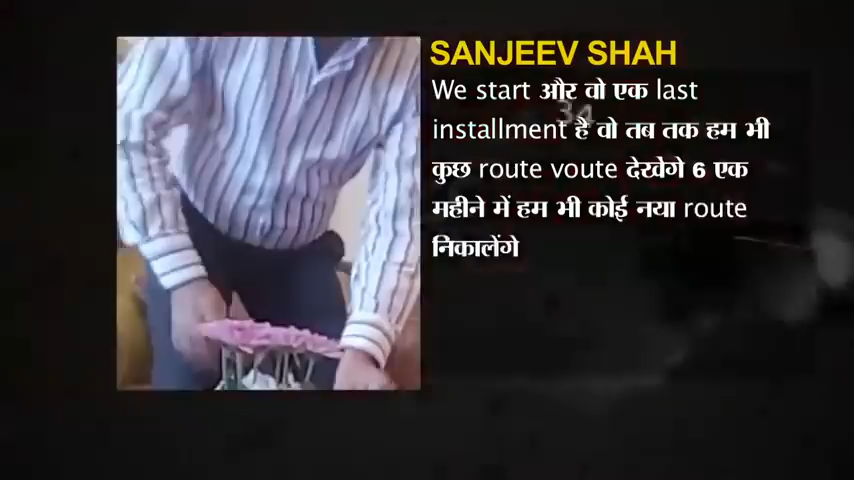 SANJEEV SHAH
We start और वो एक last
34
installment है वो तब तक हम भी
कुछ route voute देखेगे 6 एक
महीने में हम भी कोई नया route
निकालेंगे